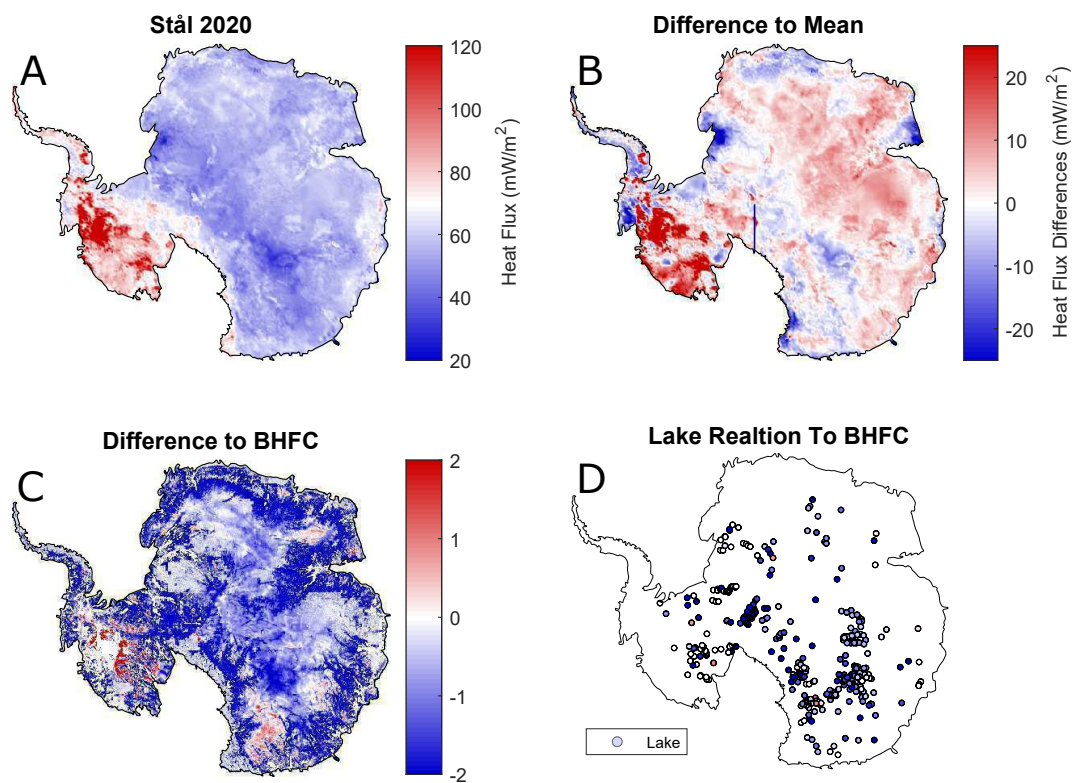 Stål 2020
A
120
100
80
60
40
20
Heat Flux (mW/m²)
Difference to Mean
B
20
10
0
-10
-20
Heat Flux Differences (mW/m²)
Difference to BHFC
C
2
1
0
-1
-2
Lake Realtion To BHFC
D
Lake